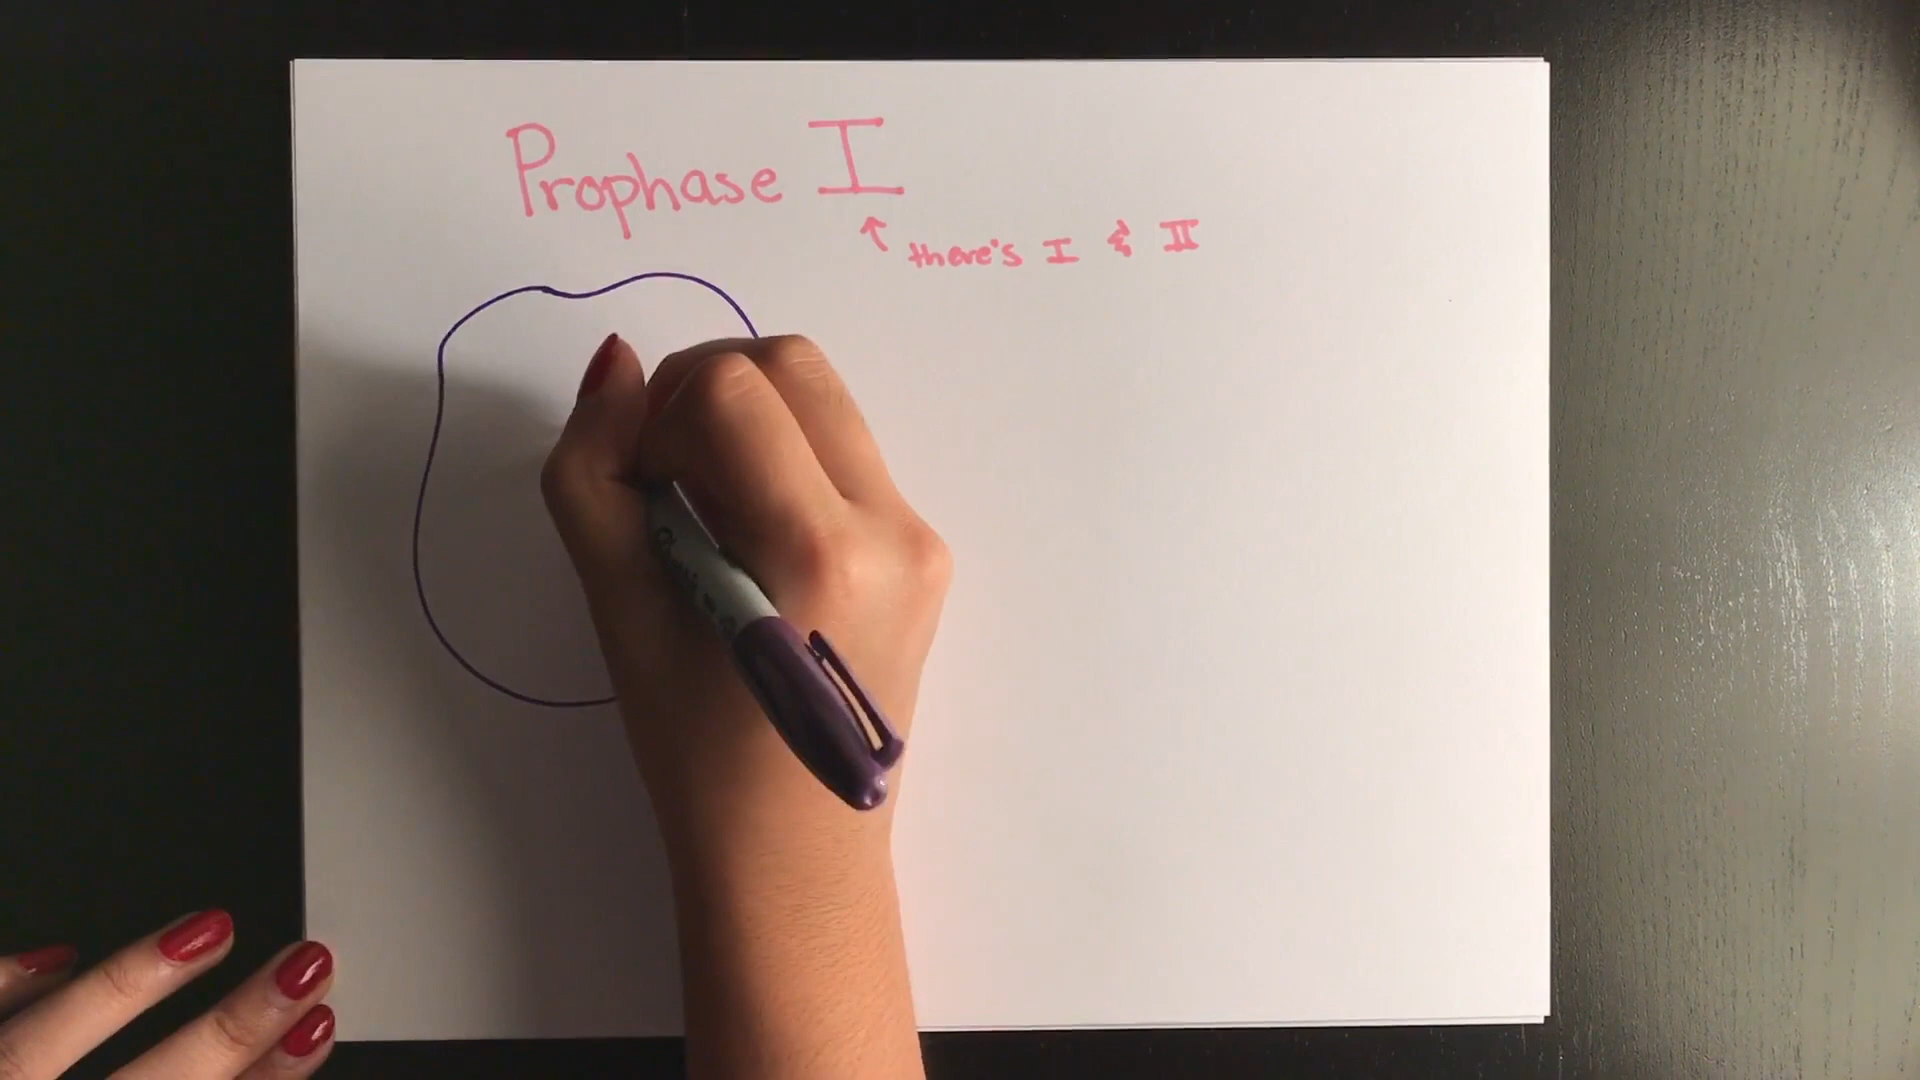 Prophase I
↑ there's I & II